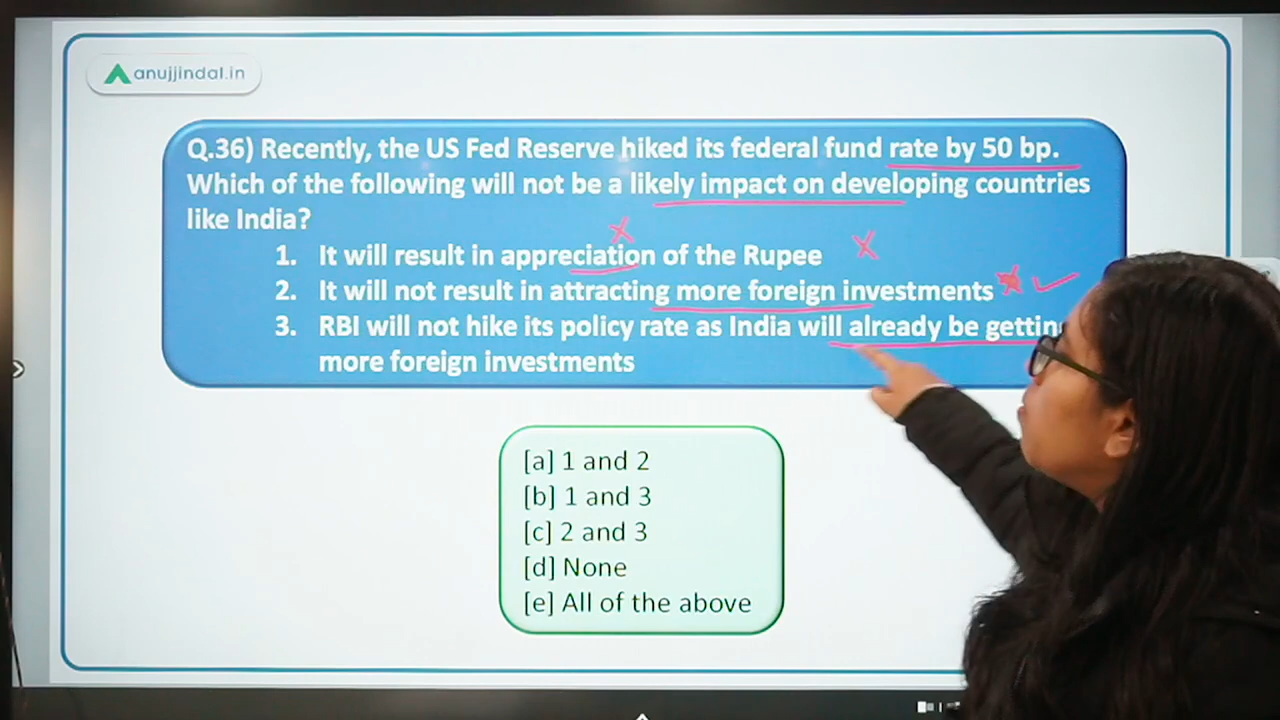 anujjindal.in
Q.36) Recently, the US Fed Reserve hiked its federal fund rate by 50 bp.
Which of the following will not be a likely impact on developing countries
like India?
1. It will result in appreciation of the Rupee
2. It will not result in attracting more foreign investments
3. RBI will not hike its policy rate as India will already be getting
more foreign investments
[a] 1 and 2
[b] 1 and 3
[c] 2 and 3
[d] None
[e] All of the above